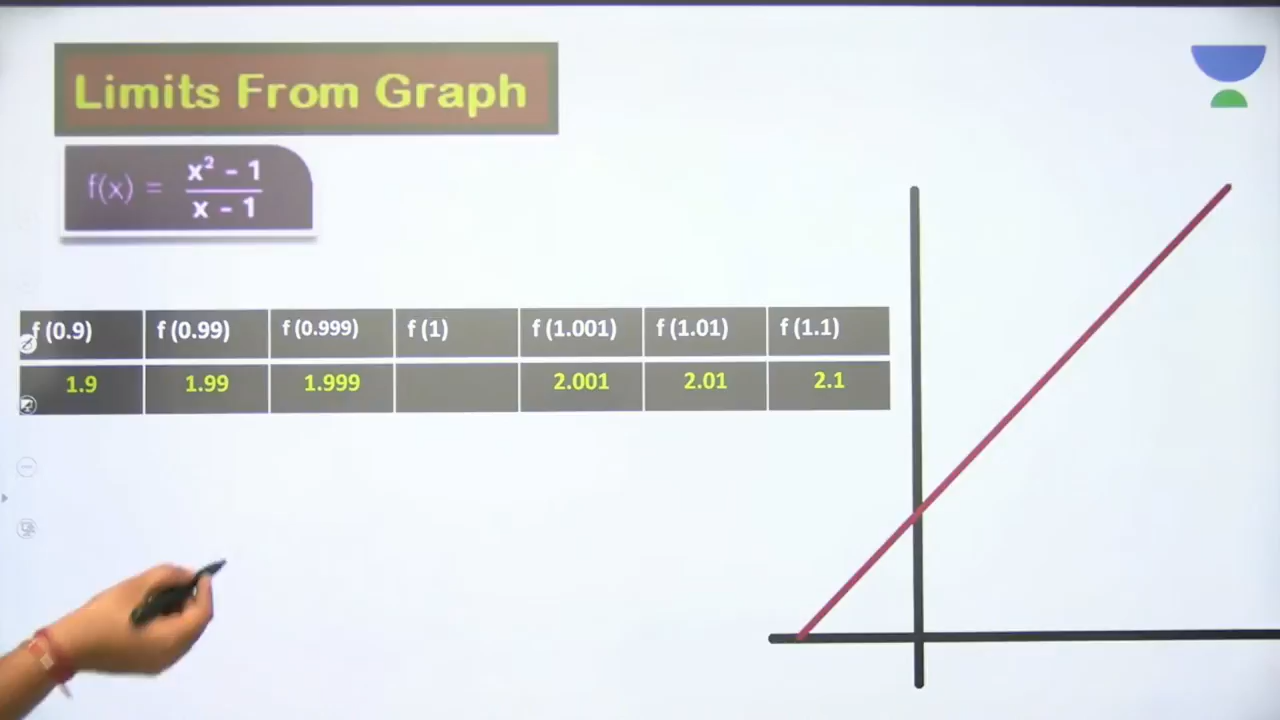 Limits From Graph
f(x) = x² - 1 / x - 1
f (0.9) f (0.99) f (0.999) f (1) f (1.001) f (1.01) f (1.1)
1.9 1.99 1.999 2.001 2.01 2.1